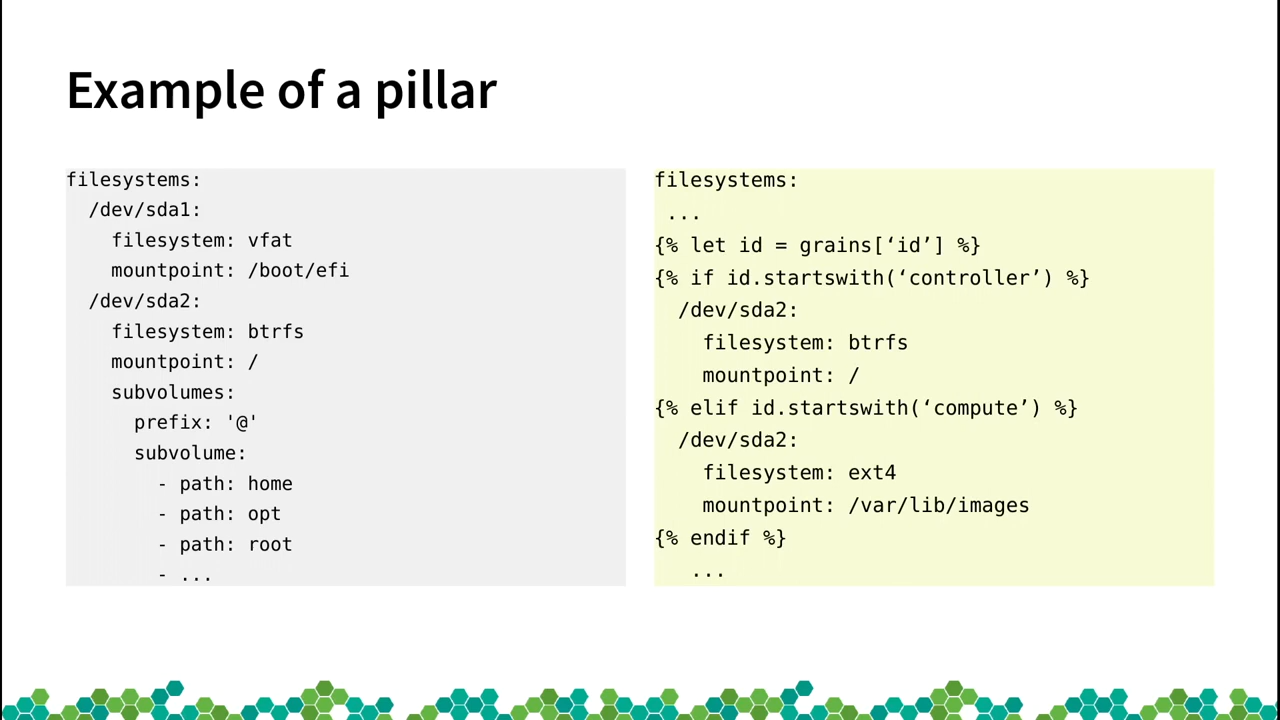 Example of a pillar
filesystems:
  /dev/sda1:
    filesystem: vfat
    mountpoint: /boot/efi
  /dev/sda2:
    filesystem: btrfs
    mountpoint: /
    subvolumes:
      prefix: '@'
      subvolume:
        - path: home
        - path: opt
        - path: root
        - ...
filesystems:
 ...
{% let id = grains[‘id’] %}
{% if id.startswith(‘controller’) %}
  /dev/sda2:
    filesystem: btrfs
    mountpoint: /
{% elif id.startswith(‘compute’) %}
  /dev/sda2:
    filesystem: ext4
    mountpoint: /var/lib/images
{% endif %}
   ...